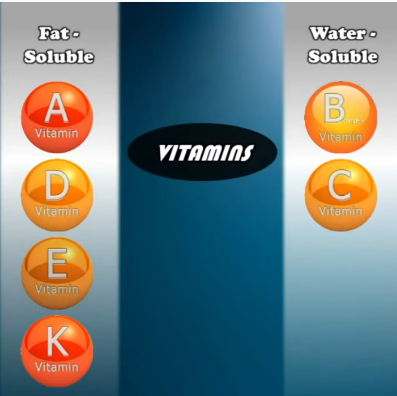 Fat -
Soluble
A
Vitamin
D
Vitamin
E
Vitamin
K
Vitamin
VITAMINS
Water -
Soluble
B
Vitamin
C
Vitamin